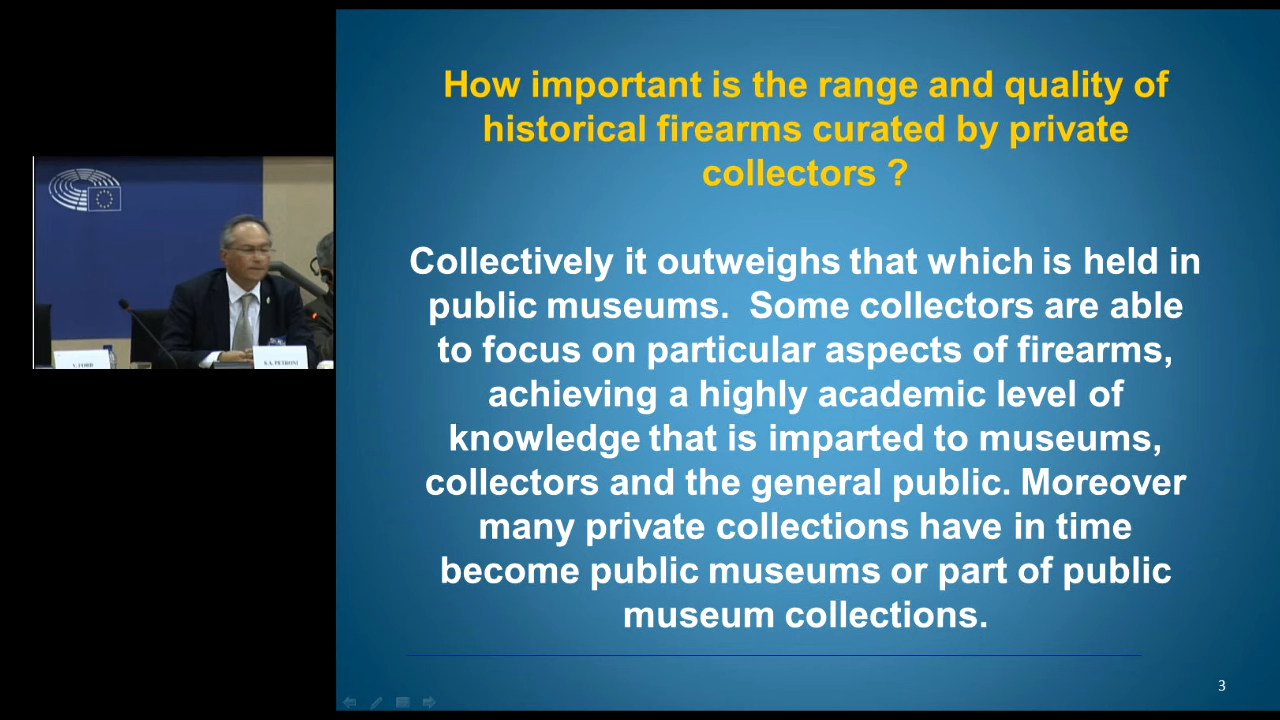 How important is the range and quality of
historical firearms curated by private
collectors ?
Collectively it outweighs that which is held in
public museums.  Some collectors are able
to focus on particular aspects of firearms,
achieving a highly academic level of
knowledge that is imparted to museums,
collectors and the general public. Moreover
many private collections have in time
become public museums or part of public
museum collections.
3
S.A. PETRONI